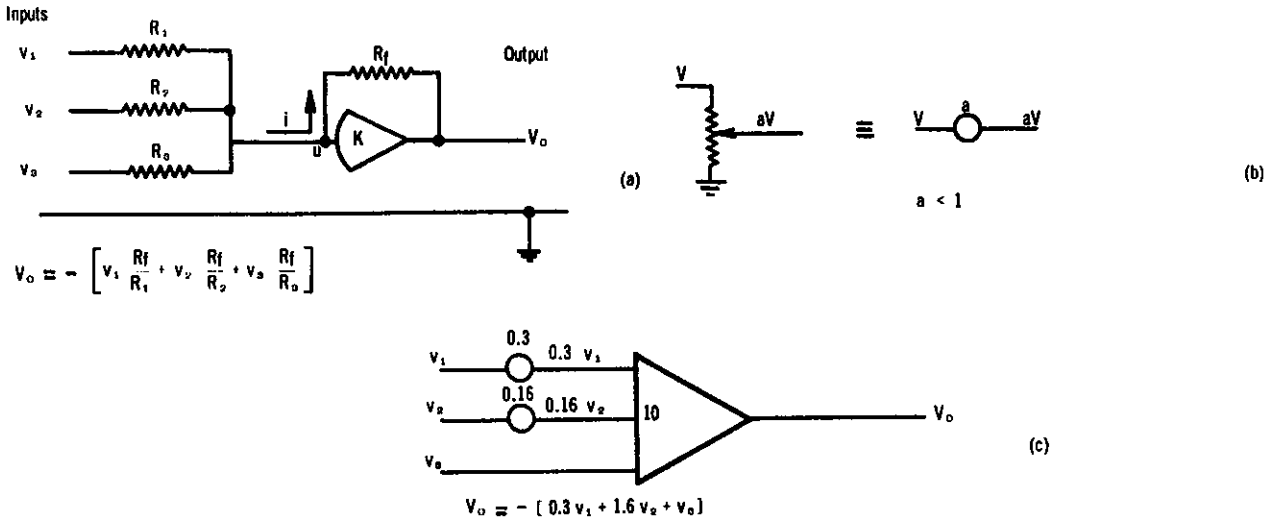 Inputs
v₁ R₁
v₂ R₂
v₃ R₃
i
u
K
Rf
Output
V₀
V₀ = - [ v₁ Rf/R₁ + v₂ Rf/R₂ + v₃ Rf/R₃ ]
(a)
V
aV
≡
V a aV
a < 1
(b)
v₁ 0.3 0.3 v₁
v₂ 0.16 0.16 v₂ 10
v₃
V₀
(c)
V₀ = - [ 0.3 v₁ + 1.6 v₂ + v₃ ]